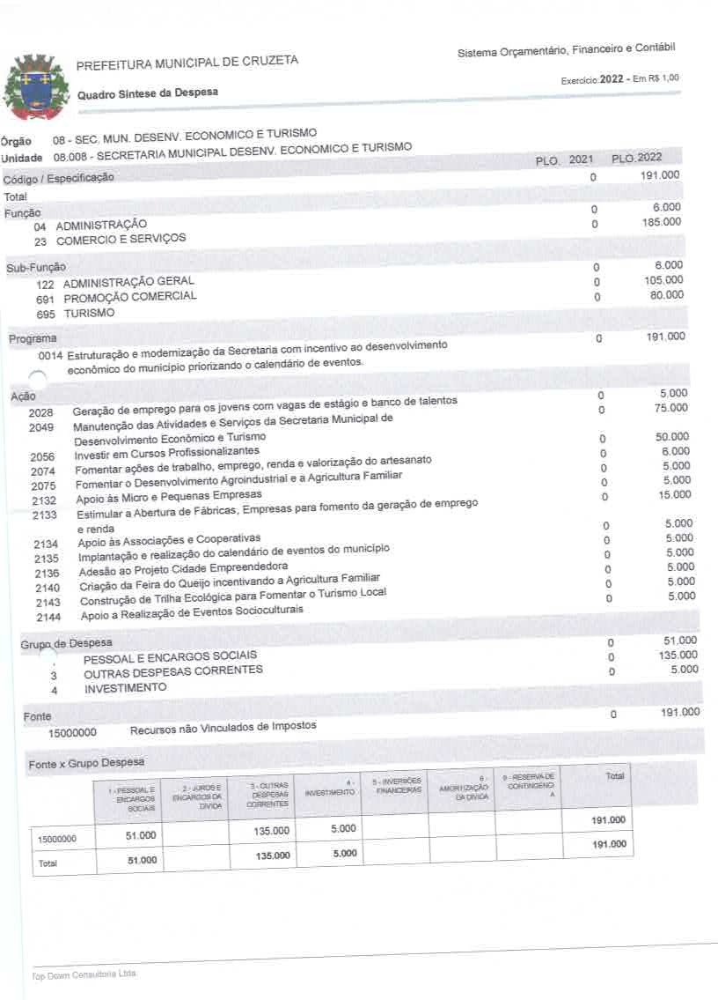 PREFEITURA MUNICIPAL DE CRUZETA
Sistema Orçamentário, Financeiro e Contábil
Quadro Sintese da Despesa
Exercício:2022 - Em R$ 1,00
Órgão 08 - SEC. MUN. DESENV. ECONOMICO E TURISMO
Unidade 08.008 - SECRETARIA MUNICIPAL DESENV. ECONOMICO E TURISMO
Código / Especificação PLO. 2021 PLO.2022
Total 0 191.000
Função
04 ADMINISTRAÇÃO 0 6.000
23 COMERCIO E SERVIÇOS 0 185.000
Sub-Função
122 ADMINISTRAÇÃO GERAL 0 6.000
691 PROMOÇÃO COMERCIAL 0 105.000
695 TURISMO 0 80.000
Programa
0014 Estruturação e modernização da Secretaria com incentivo ao desenvolvimento 0 191.000
econômico do municipio priorizando o calendário de eventos.
Ação
2028 Geração de emprego para os jovens com vagas de estágio e banco de talentos 0 5.000
2049 Manutenção das Atividades e Serviços da Secretaria Municipal de 0 75.000
Desenvolvimento Econômico e Turismo
2056 Investir em Cursos Profissionalizantes 0 50.000
2074 Fomentar ações de trabalho, emprego, renda e valorização do artesanato 0 6.000
2075 Fomentar o Desenvolvimento Agroindustrial e a Agricultura Familiar 0 5.000
2132 Apoio às Micro e Pequenas Empresas 0 5.000
2133 Estimular a Abertura de Fábricas, Empresas para fomento da geração de emprego 0 15.000
e renda
2134 Apoio às Associações e Cooperativas 0 5.000
2135 Implantação e realização do calendário de eventos do município 0 5.000
2136 Adesão ao Projeto Cidade Empreendedora 0 5.000
2140 Criação da Feira do Queijo incentivando a Agricultura Familiar 0 5.000
2143 Construção de Trilha Ecológica para Fomentar o Turismo Local 0 5.000
2144 Apoio a Realização de Eventos Socioculturais 0 5.000
Grupo de Despesa
PESSOAL E ENCARGOS SOCIAIS 0 51.000
3 OUTRAS DESPESAS CORRENTES 0 135.000
4 INVESTIMENTO 0 5.000
Fonte
15000000 Recursos não Vinculados de Impostos 0 191.000
Fonte x Grupo Despesa
1 - PESSOAL E ENCARGOS SOCIAIS 2 - JUROS E ENCARGOS DA DIVIDA 3 - OUTRAS DESPESAS CORRENTES 4 - INVESTIMENTO 5 - INVERSÕES FINANCEIRAS 6 - AMORTIZAÇÃO DA DIVIDA 9 - RESERVA DE CONTINGENCI A Total
15000000 51.000 135.000 5.000 191.000
Total 51.000 135.000 5.000 191.000
Top Down Consultoria Ltda